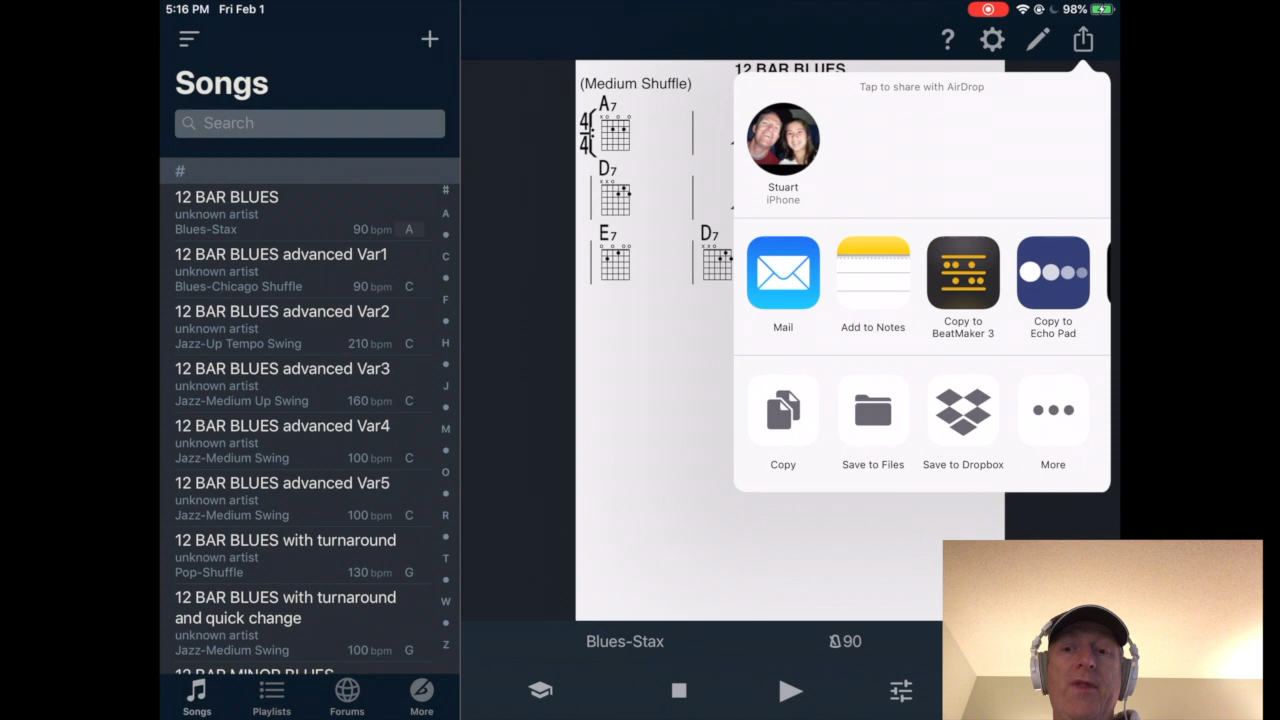 5:16 PM Fri Feb 1
98%
Songs
Search
#
12 BAR BLUES
unknown artist
Blues-Stax 90 bpm A
12 BAR BLUES advanced Var1
unknown artist
Blues-Chicago Shuffle 90 bpm C
12 BAR BLUES advanced Var2
unknown artist
Jazz-Up Tempo Swing 210 bpm C
12 BAR BLUES advanced Var3
unknown artist
Jazz-Medium Up Swing 160 bpm C
12 BAR BLUES advanced Var4
unknown artist
Jazz-Medium Swing 100 bpm C
12 BAR BLUES advanced Var5
unknown artist
Jazz-Medium Swing 100 bpm C
12 BAR BLUES with turnaround
unknown artist
Pop-Shuffle 130 bpm G
12 BAR BLUES with turnaround
and quick change
unknown artist
Jazz-Medium Swing 100 bpm G
12 BAR MINOR BLUES
#
A
C
F
H
J
M
O
R
T
W
Z
Songs
Playlists
Forums
More
?
12 BAR BLUES
(Medium Shuffle)
4/4
A7
D7
E7 D7
Tap to share with AirDrop
Stuart
iPhone
Mail
Add to Notes
Copy to
BeatMaker 3
Copy to
Echo Pad
Copy
Save to Files
Save to Dropbox
More
Blues-Stax
90